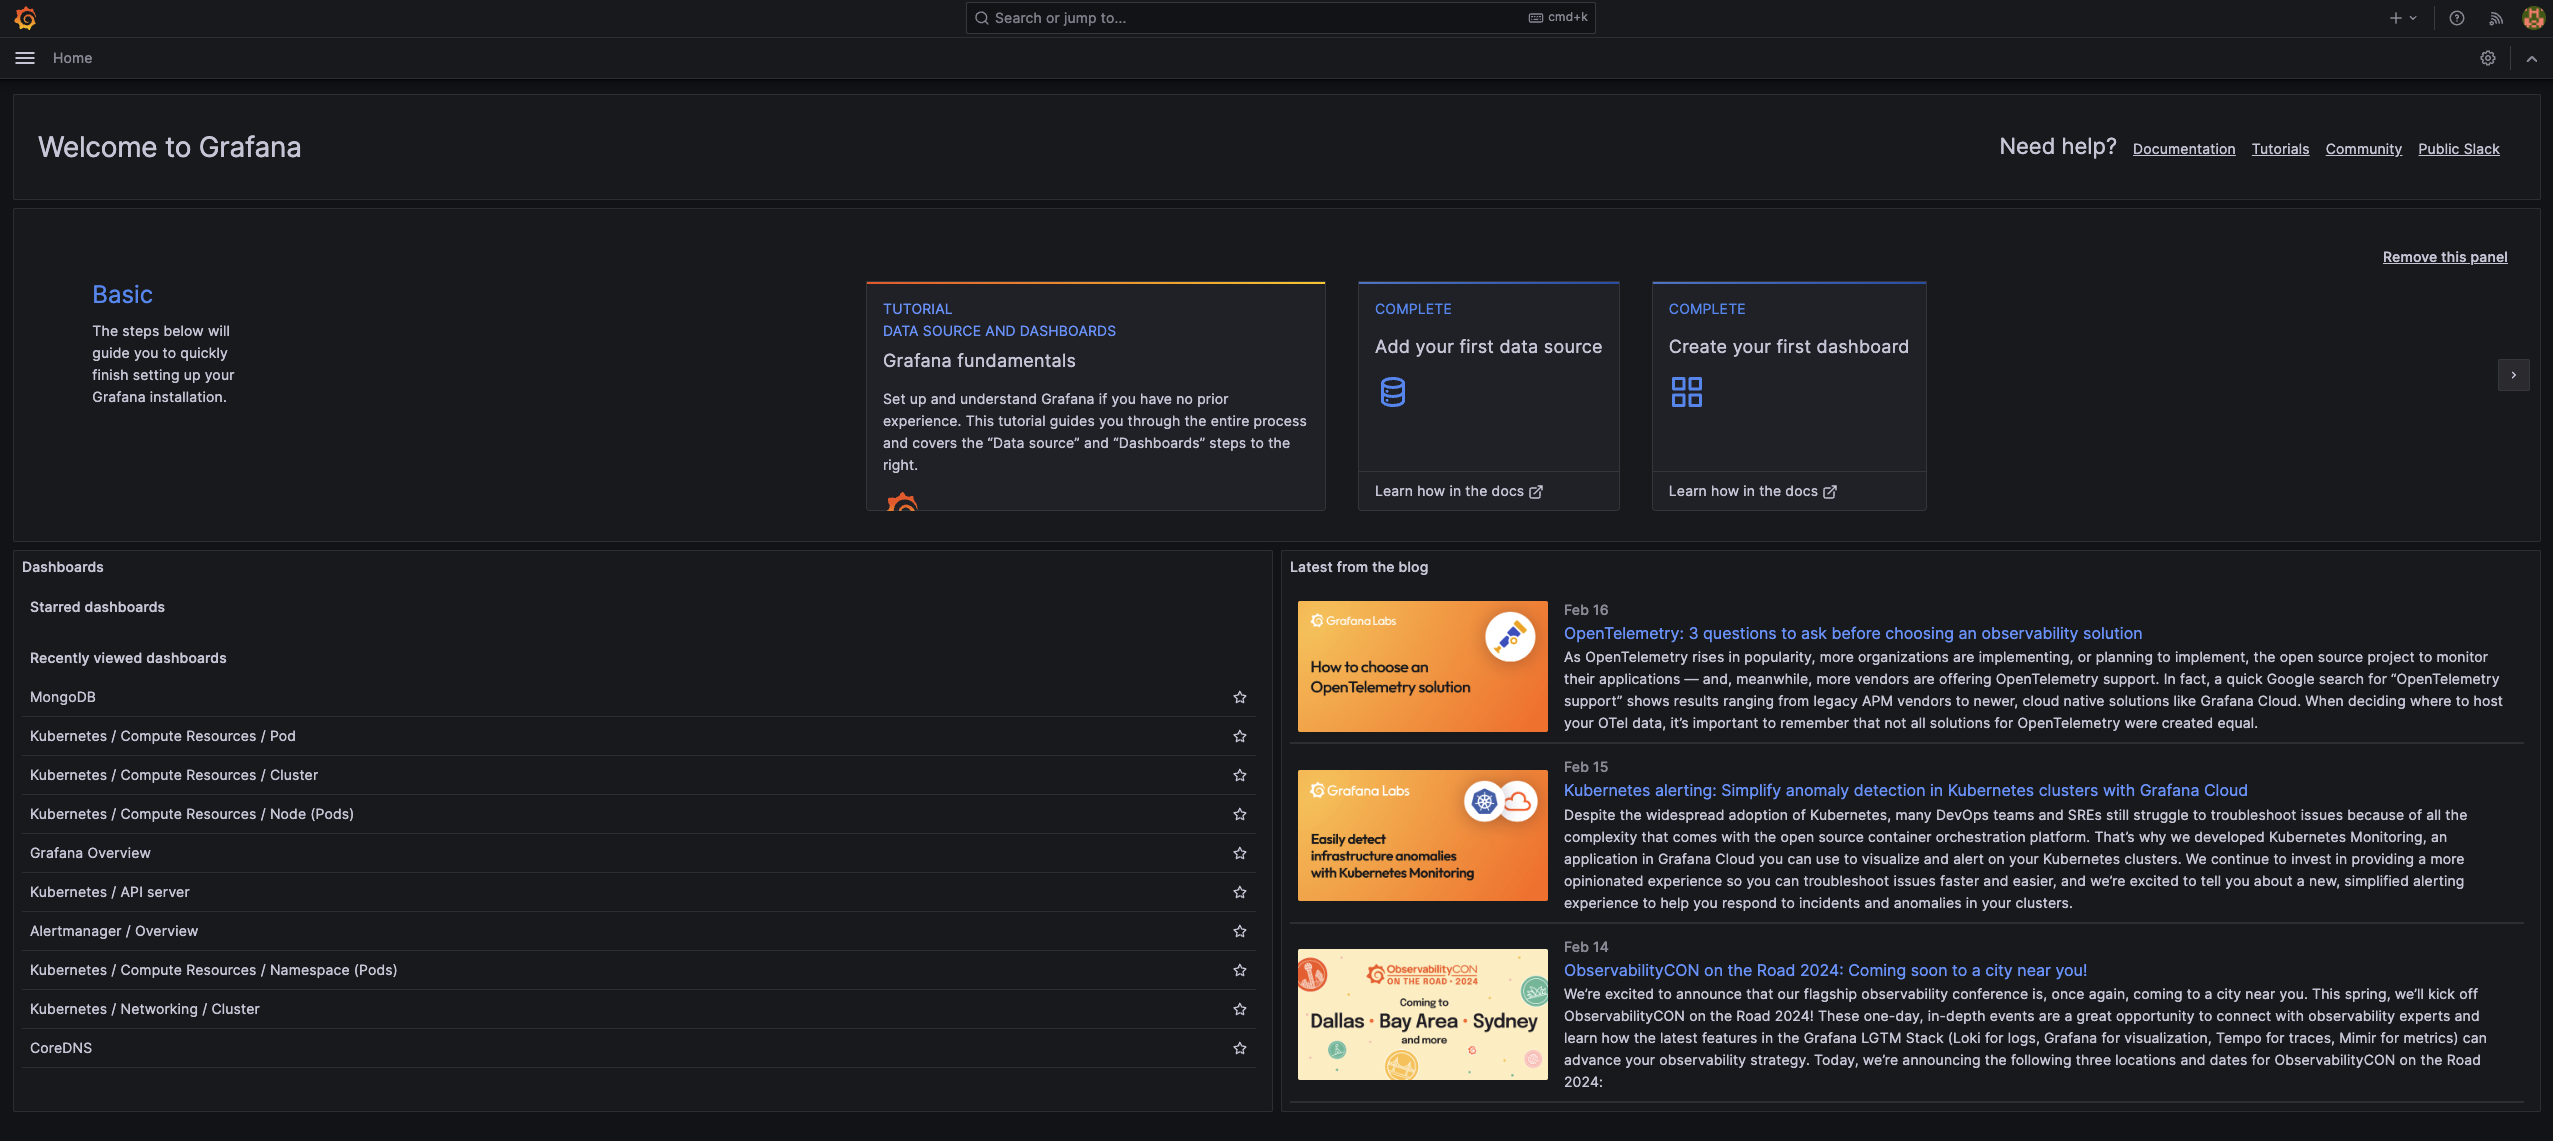 Search or jump to...
cmd+k
Home
Welcome to Grafana
Need help? Documentation Tutorials Community Public Slack
Remove this panel
Basic
The steps below will
guide you to quickly
finish setting up your
Grafana installation.
TUTORIAL
DATA SOURCE AND DASHBOARDS
Grafana fundamentals
Set up and understand Grafana if you have no prior
experience. This tutorial guides you through the entire process
and covers the “Data source” and “Dashboards” steps to the
right.
COMPLETE
Add your first data source
Learn how in the docs
COMPLETE
Create your first dashboard
Learn how in the docs
Dashboards
Starred dashboards
Recently viewed dashboards
MongoDB
Kubernetes / Compute Resources / Pod
Kubernetes / Compute Resources / Cluster
Kubernetes / Compute Resources / Node (Pods)
Grafana Overview
Kubernetes / API server
Alertmanager / Overview
Kubernetes / Compute Resources / Namespace (Pods)
Kubernetes / Networking / Cluster
CoreDNS
Latest from the blog
Grafana Labs
How to choose an
OpenTelemetry solution
Feb 16
OpenTelemetry: 3 questions to ask before choosing an observability solution
As OpenTelemetry rises in popularity, more organizations are implementing, or planning to implement, the open source project to monitor
their applications — and, meanwhile, more vendors are offering OpenTelemetry support. In fact, a quick Google search for “OpenTelemetry
support” shows results ranging from legacy APM vendors to newer, cloud native solutions like Grafana Cloud. When deciding where to host
your OTel data, it’s important to remember that not all solutions for OpenTelemetry were created equal.
Grafana Labs
Easily detect
infrastructure anomalies
with Kubernetes Monitoring
Feb 15
Kubernetes alerting: Simplify anomaly detection in Kubernetes clusters with Grafana Cloud
Despite the widespread adoption of Kubernetes, many DevOps teams and SREs still struggle to troubleshoot issues because of all the
complexity that comes with the open source container orchestration platform. That’s why we developed Kubernetes Monitoring, an
application in Grafana Cloud you can use to visualize and alert on your Kubernetes clusters. We continue to invest in providing a more
opinionated experience so you can troubleshoot issues faster and easier, and we’re excited to tell you about a new, simplified alerting
experience to help you respond to incidents and anomalies in your clusters.
ObservabilityCON
ON THE ROAD • 2024
Coming to
Dallas • Bay Area • Sydney
and more
Feb 14
ObservabilityCON on the Road 2024: Coming soon to a city near you!
We’re excited to announce that our flagship observability conference is, once again, coming to a city near you. This spring, we’ll kick off
ObservabilityCON on the Road 2024! These one-day, in-depth events are a great opportunity to connect with observability experts and
learn how the latest features in the Grafana LGTM Stack (Loki for logs, Grafana for visualization, Tempo for traces, Mimir for metrics) can
advance your observability strategy. Today, we’re announcing the following three locations and dates for ObservabilityCON on the Road
2024: